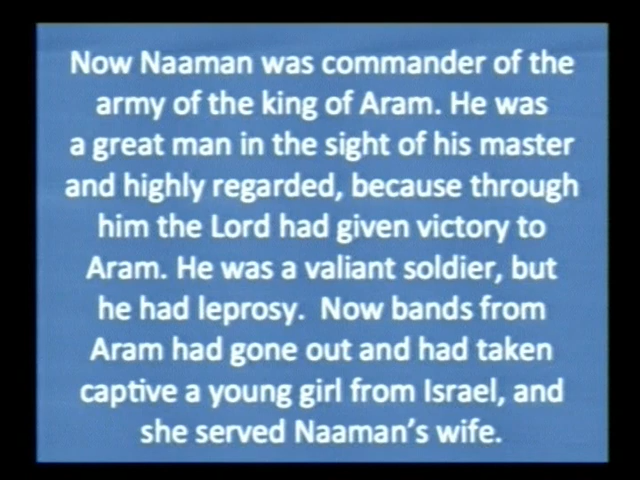 Now Naaman was commander of the
army of the king of Aram. He was
a great man in the sight of his master
and highly regarded, because through
him the Lord had given victory to
Aram. He was a valiant soldier, but
he had leprosy.  Now bands from
Aram had gone out and had taken
captive a young girl from Israel, and
she served Naaman’s wife.